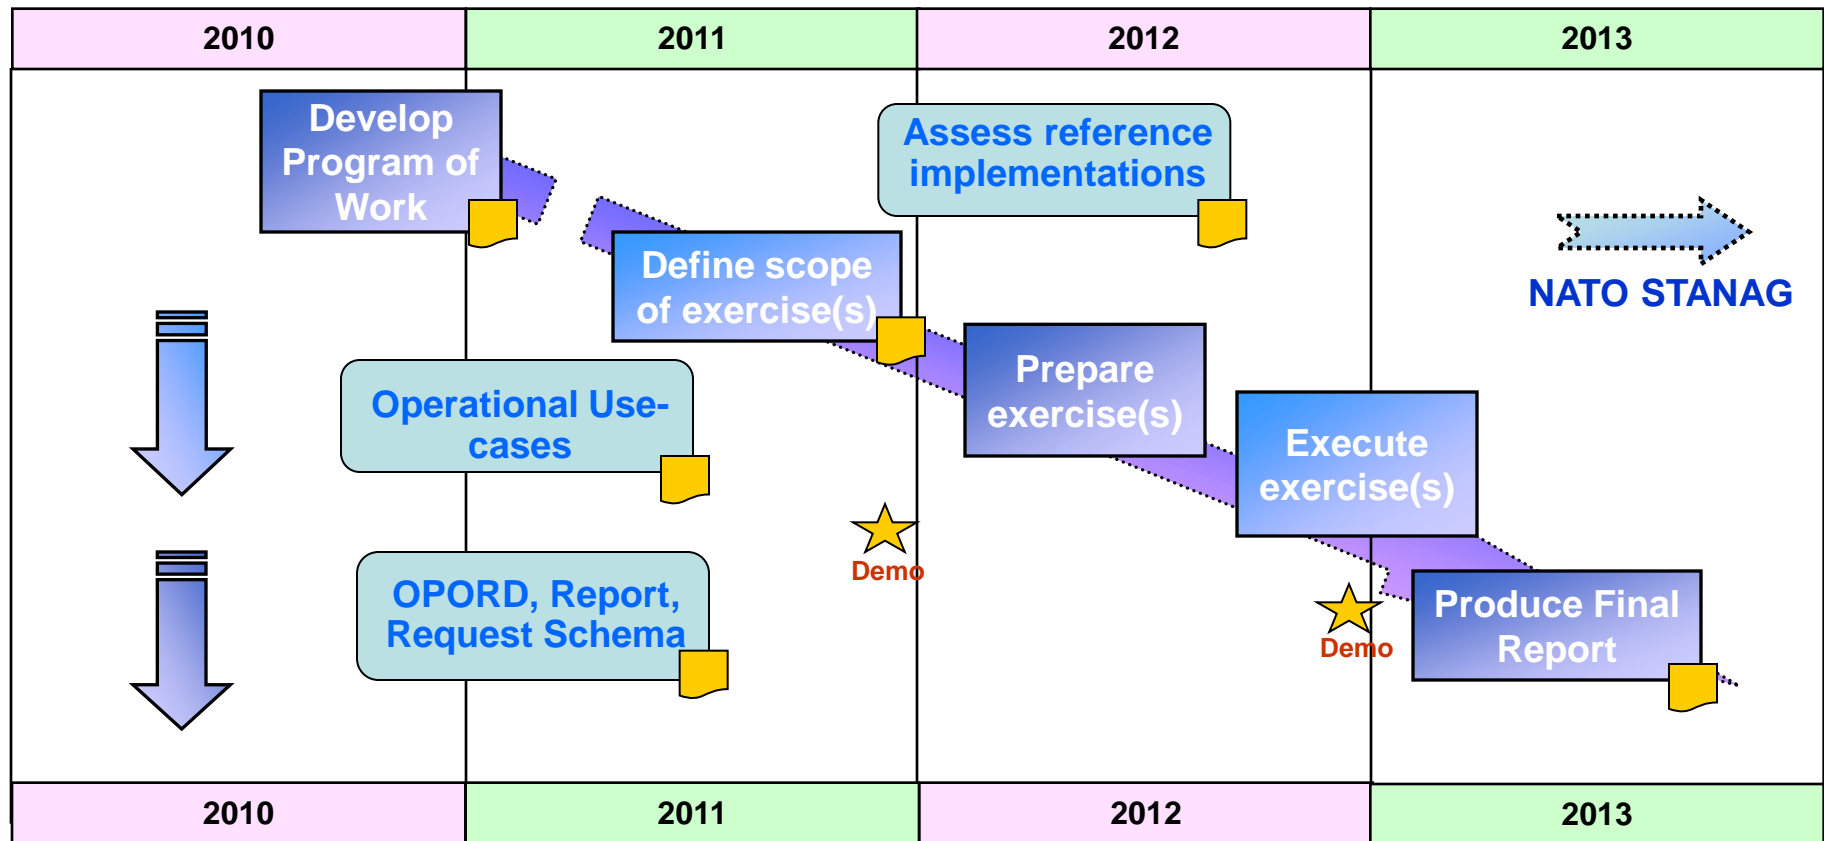 2010
2011
2012
2013
Develop
Program of
Work
Assess reference
implementations
Define scope
of exercise(s)
NATO STANAG
Prepare
exercise(s)
Operational Use-
cases
Execute
exercise(s)
Demo
OPORD, Report,
Request Schema
Demo
Produce Final
Report
2010
2011
2012
2013